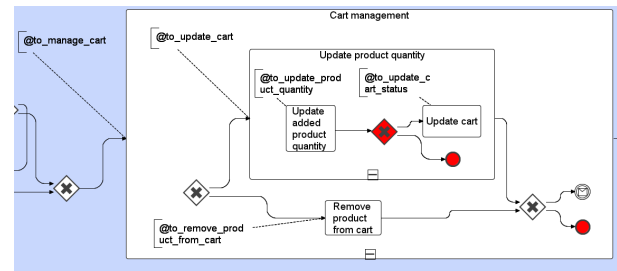 Cart management
@to_manage_cart
@to_update_cart
Update product quantity
@to_update_prod
uct_quantity
@to_update_c
art_status
Update
added
product
quantity
Update cart
Remove
product
from cart
@to_remove_prod
uct_from_cart